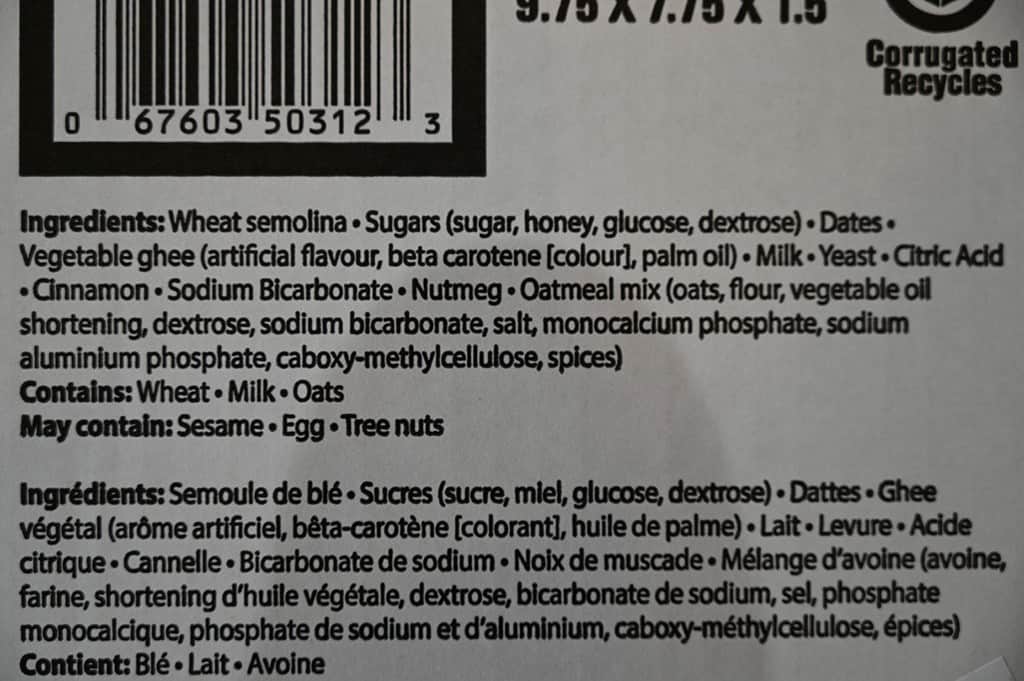 9.75 X 7.75 X 1.5
Corrugated
Recycles
0 67603 50312 3
Ingredients: Wheat semolina • Sugars (sugar, honey, glucose, dextrose) • Dates •
Vegetable ghee (artificial flavour, beta carotene [colour], palm oil) • Milk • Yeast • Citric Acid
• Cinnamon • Sodium Bicarbonate • Nutmeg • Oatmeal mix (oats, flour, vegetable oil
shortening, dextrose, sodium bicarbonate, salt, monocalcium phosphate, sodium
aluminium phosphate, caboxy-methylcellulose, spices)
Contains: Wheat • Milk • Oats
May contain: Sesame • Egg • Tree nuts
Ingrédients: Semoule de blé • Sucres (sucre, miel, glucose, dextrose) • Dattes • Ghee
végétal (arôme artificiel, bêta-carotène [colorant], huile de palme) • Lait • Levure • Acide
citrique • Cannelle • Bicarbonate de sodium • Noix de muscade • Mélange d'avoine (avoine,
farine, shortening d'huile végétale, dextrose, bicarbonate de sodium, sel, phosphate
monocalcique, phosphate de sodium et d'aluminium, caboxy-méthylcellulose, épices)
Contient: Blé • Lait • Avoine